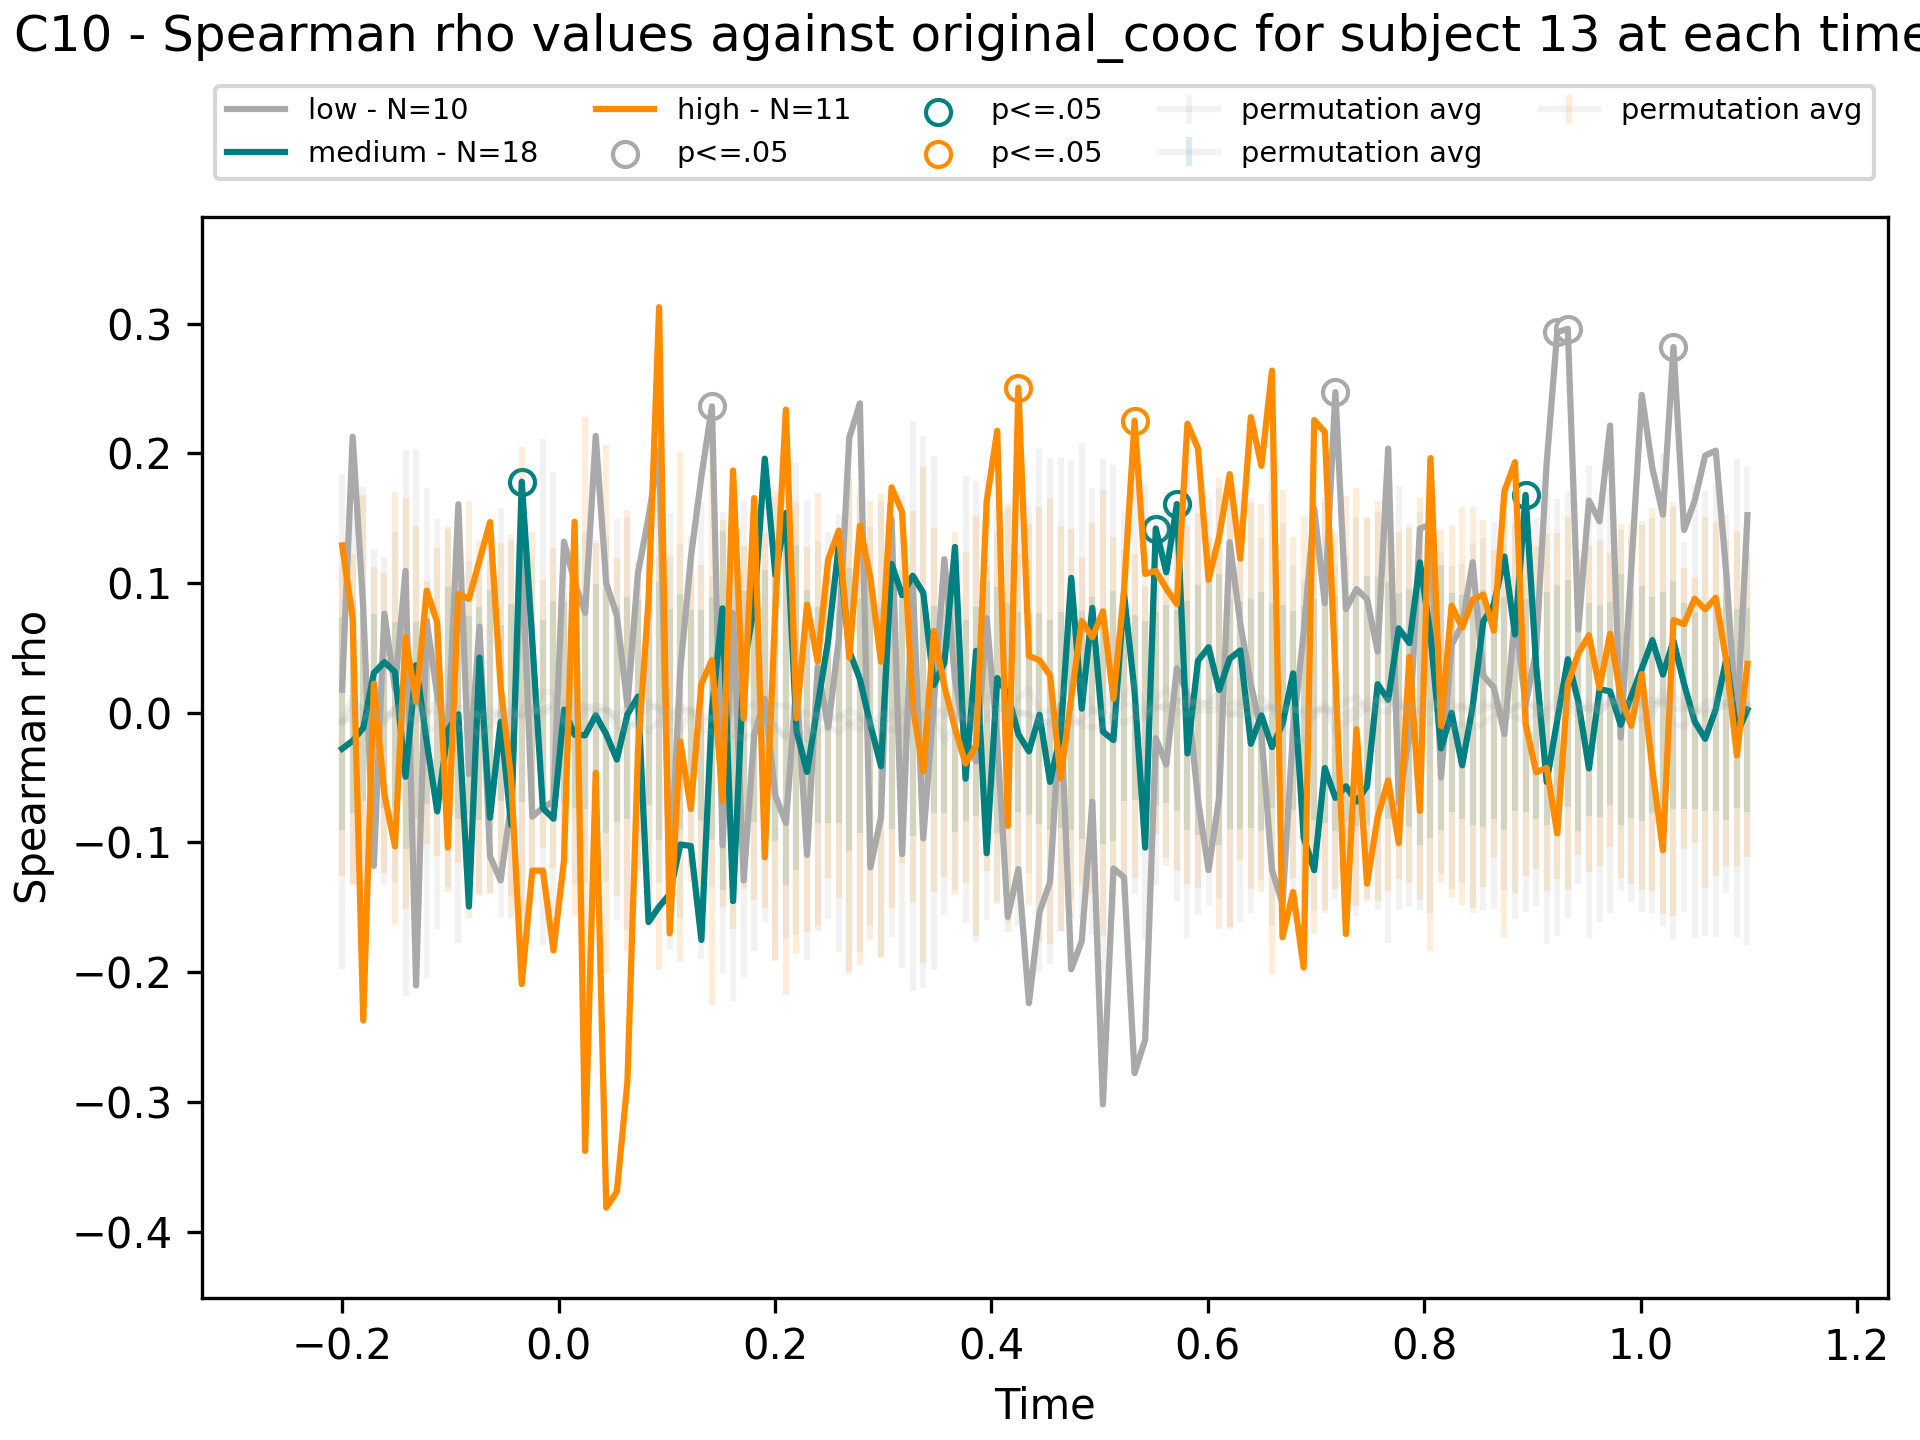 C10 - Spearman rho values against original_cooc for subject 13 at each time
low - N=10
medium - N=18
high - N=11
p<=.05
p<=.05
p<=.05
permutation avg
permutation avg
permutation avg
Spearman rho
0.3
0.2
0.1
0.0
−0.1
−0.2
−0.3
−0.4
−0.2 0.0 0.2 0.4 0.6 0.8 1.0 1.2
Time